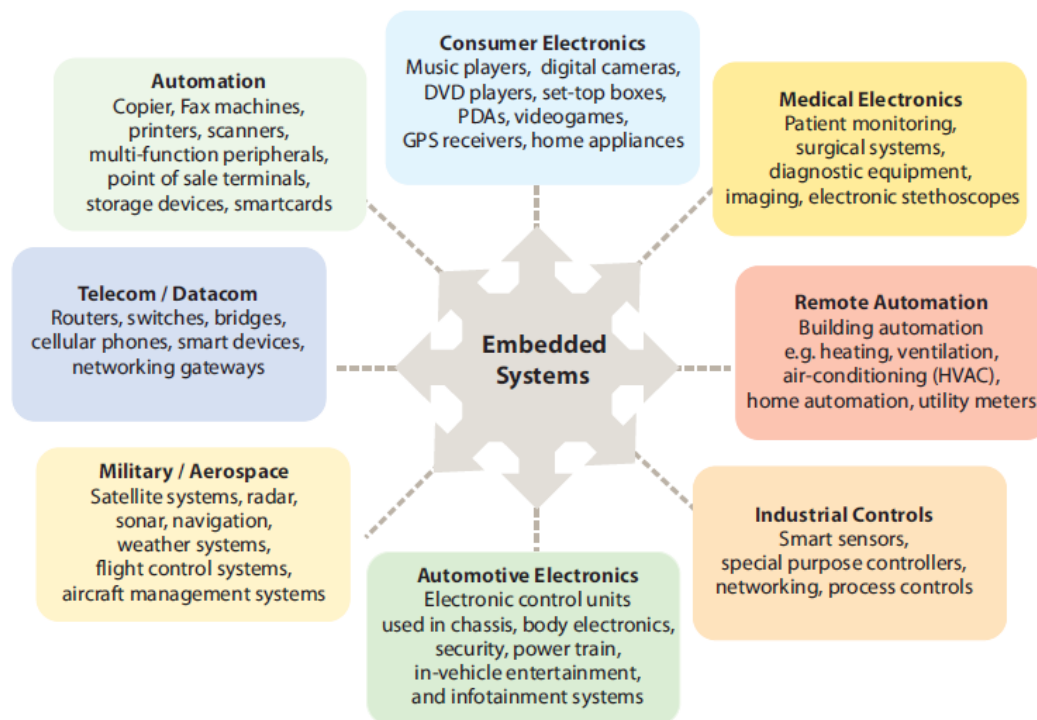 Consumer Electronics
Music players, digital cameras,
DVD players, set-top boxes,
PDAs, videogames,
GPS receivers, home appliances
Automation
Copier, Fax machines,
printers, scanners,
multi-function peripherals,
point of sale terminals,
storage devices, smartcards
Medical Electronics
Patient monitoring,
surgical systems,
diagnostic equipment,
imaging, electronic stethoscopes
Telecom / Datacom
Routers, switches, bridges,
cellular phones, smart devices,
networking gateways
Embedded
Systems
Remote Automation
Building automation
e.g. heating, ventilation,
air-conditioning (HVAC),
home automation, utility meters
Military / Aerospace
Satellite systems, radar,
sonar, navigation,
weather systems,
flight control systems,
aircraft management systems
Automotive Electronics
Electronic control units
used in chassis, body electronics,
security, power train,
in-vehicle entertainment,
and infotainment systems
Industrial Controls
Smart sensors,
special purpose controllers,
networking, process controls